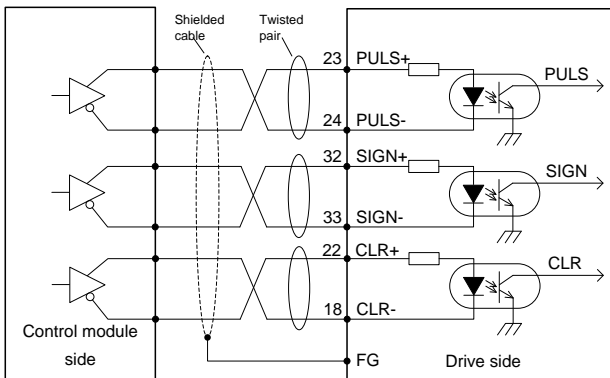 Shielded
cable
Twisted
pair
23 PULS+
PULS
24 PULS-
32 SIGN+
SIGN
33 SIGN-
22 CLR+
CLR
18 CLR-
Control module
side
FG
Drive side